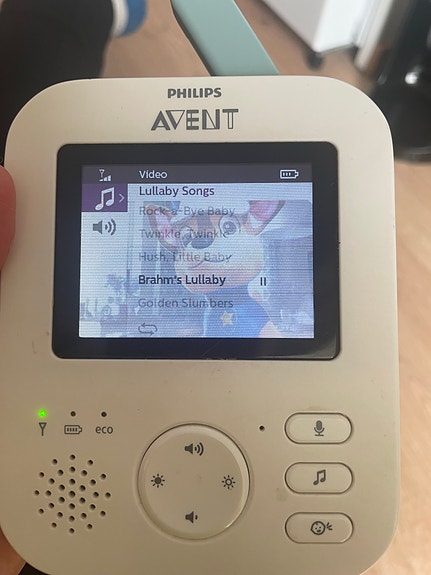 PHILIPS
AVENT
Video
Lullaby Songs
Rock-a-Bye Baby
Twinkle, Twinkle
Hush, Little Baby
Brahm's Lullaby
Golden Slumbers
eco